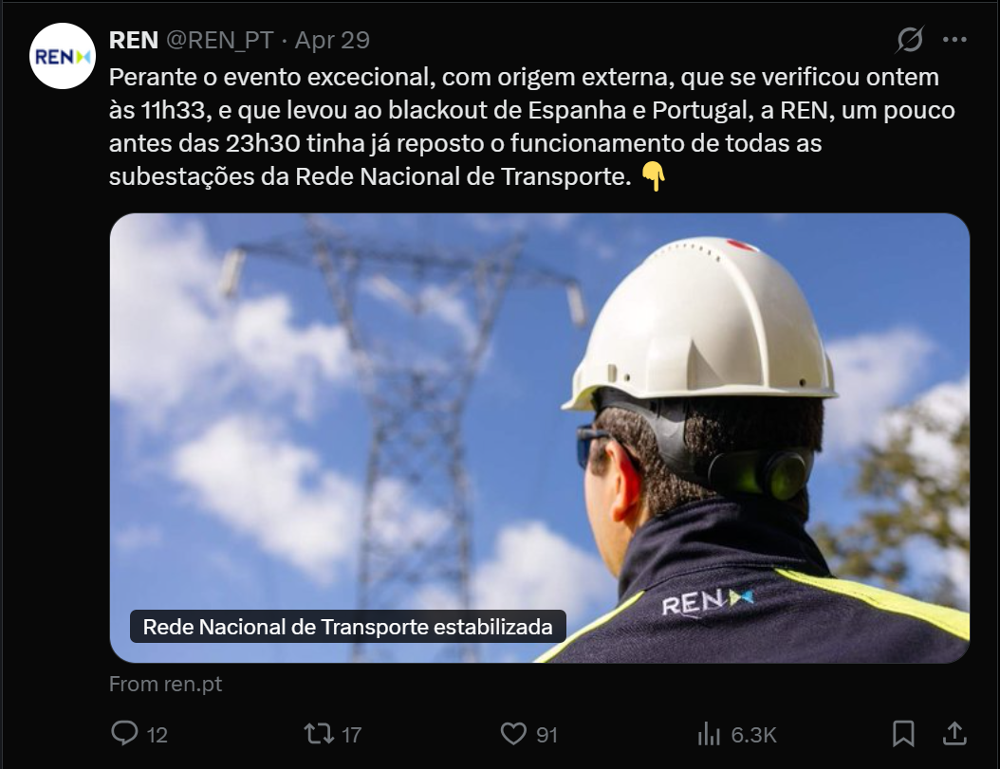 REN
REN @REN_PT · Apr 29
Perante o evento excecional, com origem externa, que se verificou ontem
às 11h33, e que levou ao blackout de Espanha e Portugal, a REN, um pouco
antes das 23h30 tinha já reposto o funcionamento de todas as
subestações da Rede Nacional de Transporte. 👇
REN
Rede Nacional de Transporte estabilizada
From ren.pt
12 17 91 6.3K